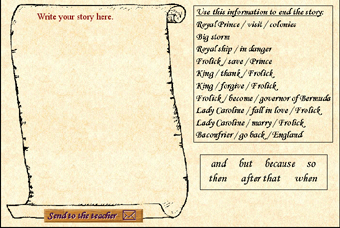 Write your story here.
Send to the teacher
Use this information to end the story:
Royal Prince / visit / colonies
Big storm
Royal ship / in danger
Frolick / save / Prince
King / thank / Frolick
King / forgive / Frolick
Frolick / become / governor of Bermuda
Lady Caroline / fall in love / Frolick
Lady Caroline / marry / Frolick
Baconfrier / go back / England
and but because so
then after that when